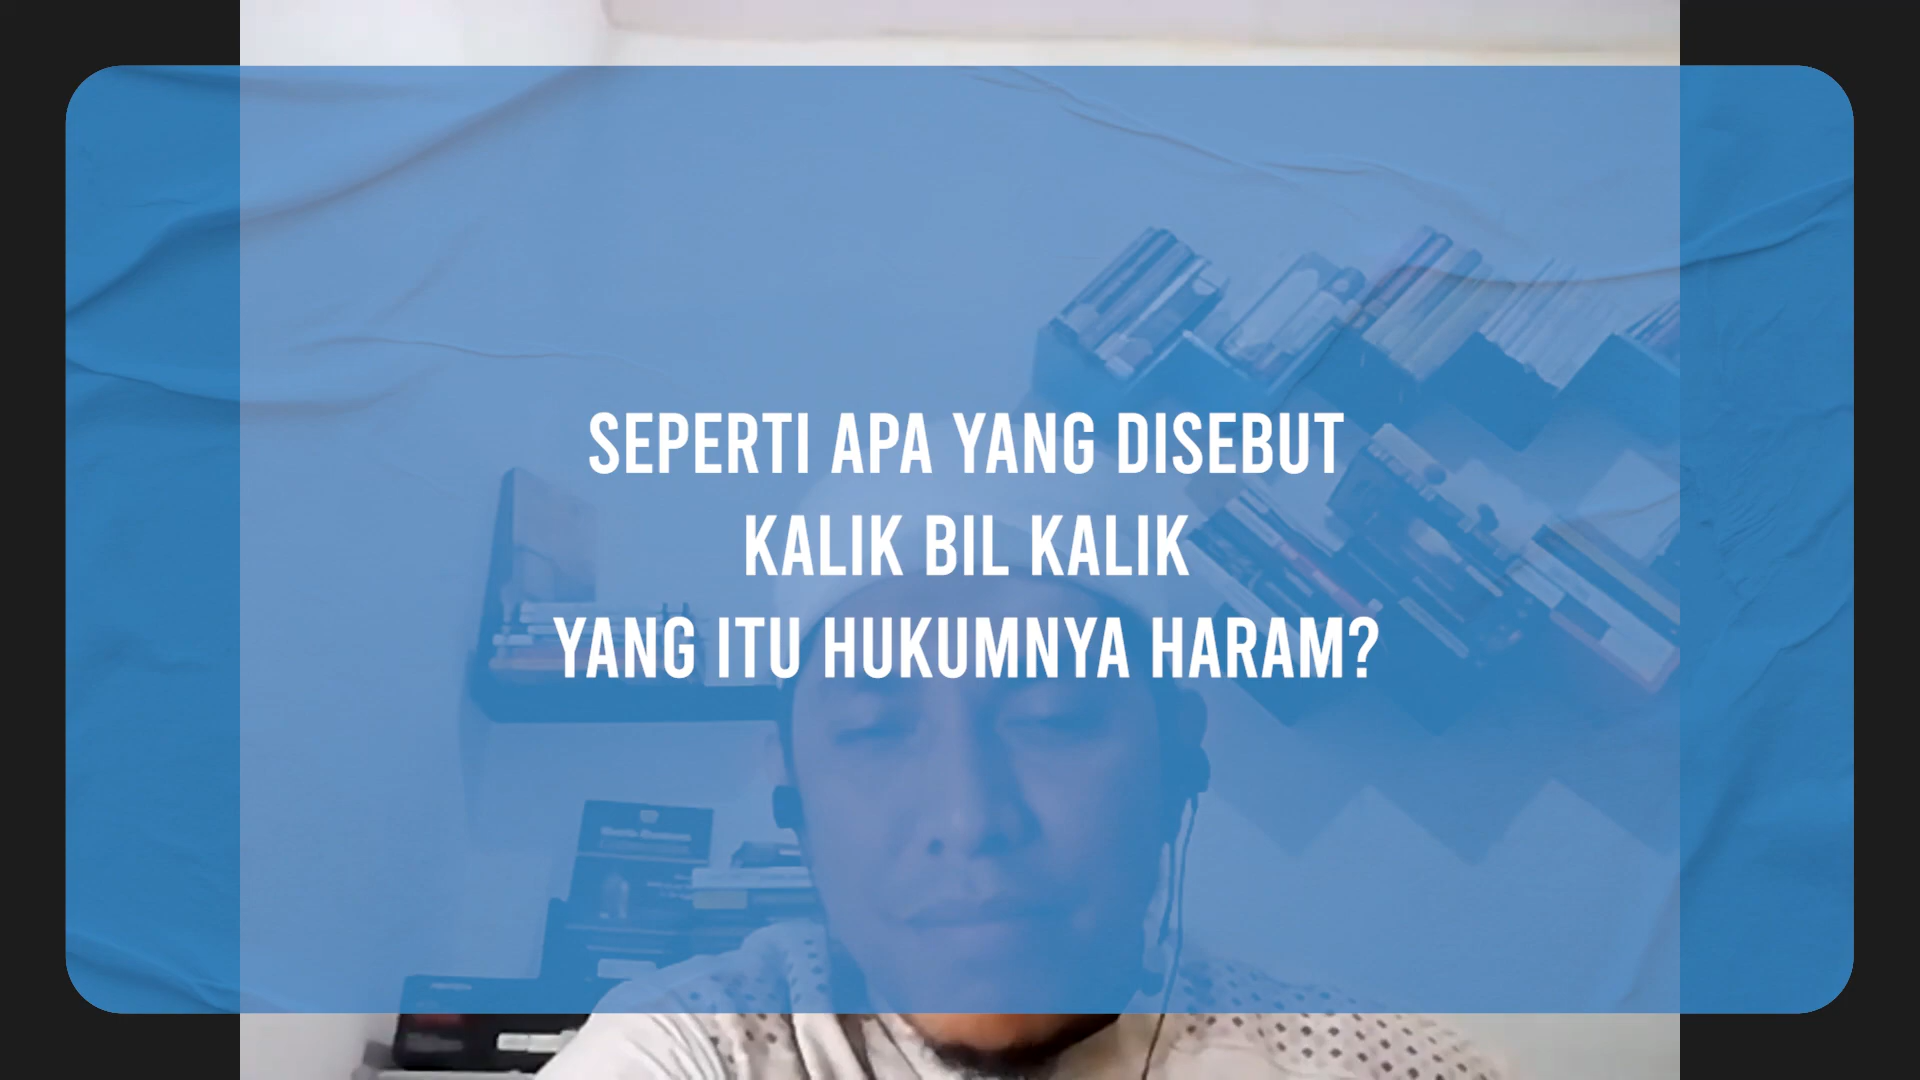 SEPERTI APA YANG DISEBUT
KALIK BIL KALIK
YANG ITU HUKUMNYA HARAM?